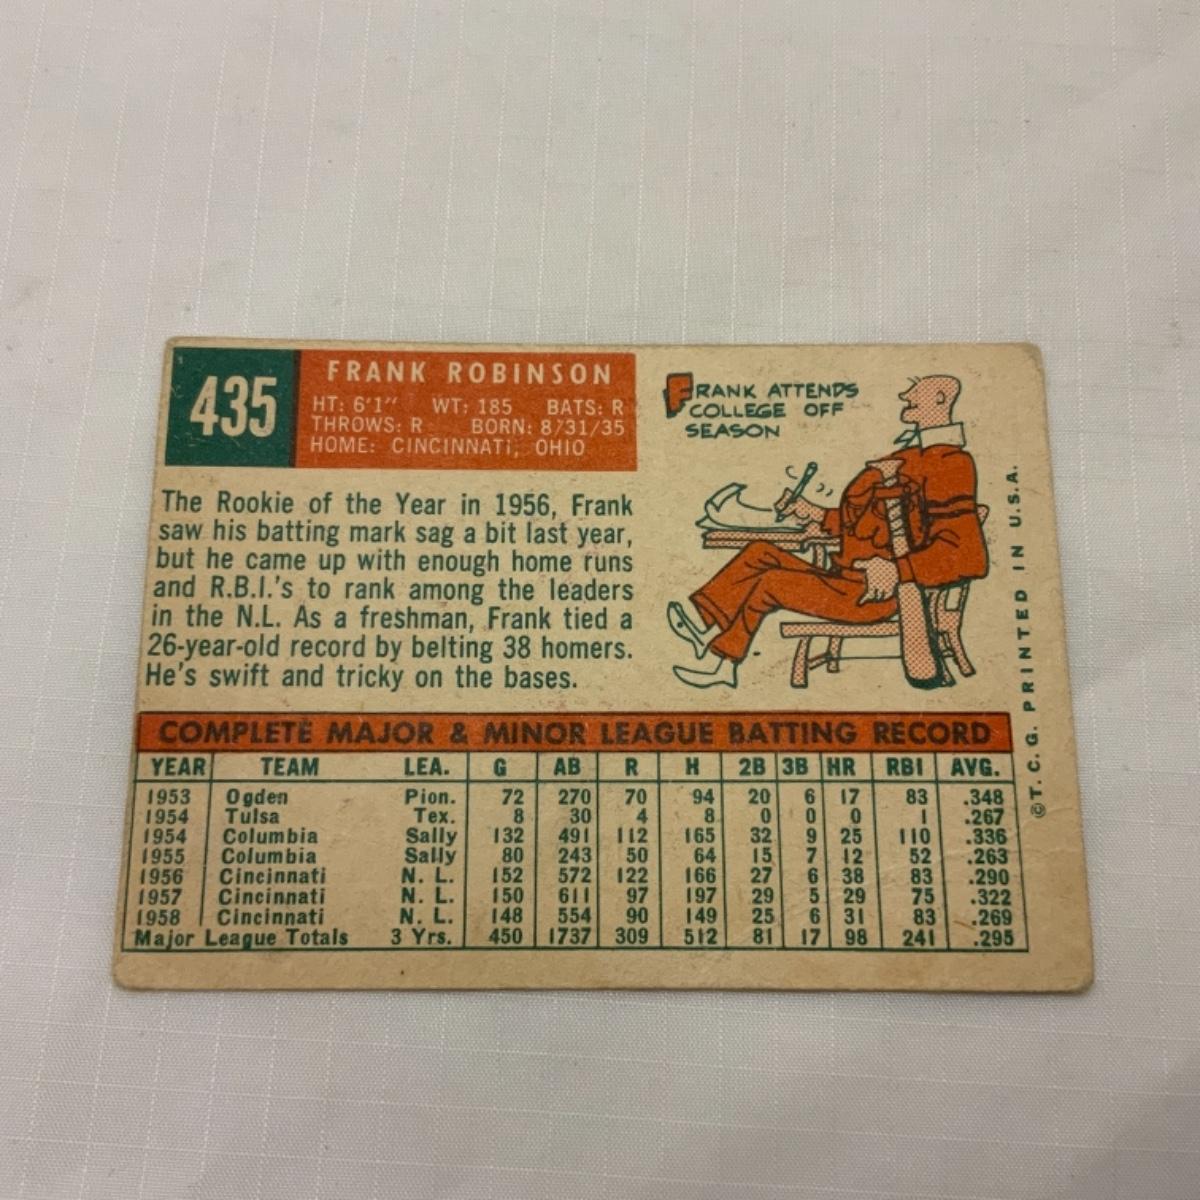 435
FRANK ROBINSON
HT: 6'1" WT: 185 BATS: R
THROWS: R BORN: 8/31/35
HOME: CINCINNATI, OHIO
FRANK ATTENDS
COLLEGE OFF
SEASON
The Rookie of the Year in 1956, Frank
saw his batting mark sag a bit last year,
but he came up with enough home runs
and R.B.I.'s to rank among the leaders
in the N.L. As a freshman, Frank tied a
26-year-old record by belting 38 homers.
He's swift and tricky on the bases.
COMPLETE MAJOR & MINOR LEAGUE BATTING RECORD
YEAR TEAM LEA. G AB R H 2B 3B HR RBI AVG.
1953 Ogden Pion. 72 270 70 94 20 6 17 83 .348
1954 Tulsa Tex. 8 30 4 8 0 0 0 1 .267
1954 Columbia Sally 132 491 112 165 32 9 25 110 .336
1955 Columbia Sally 80 243 50 64 15 7 12 52 .263
1956 Cincinnati N. L. 152 572 122 166 27 6 38 83 .290
1957 Cincinnati N. L. 150 611 97 197 29 5 29 75 .322
1958 Cincinnati N. L. 148 554 90 149 25 6 31 83 .269
Major League Totals 3 Yrs. 450 1737 309 512 81 17 98 241 .295
©T. C. G. PRINTED IN U.S.A.